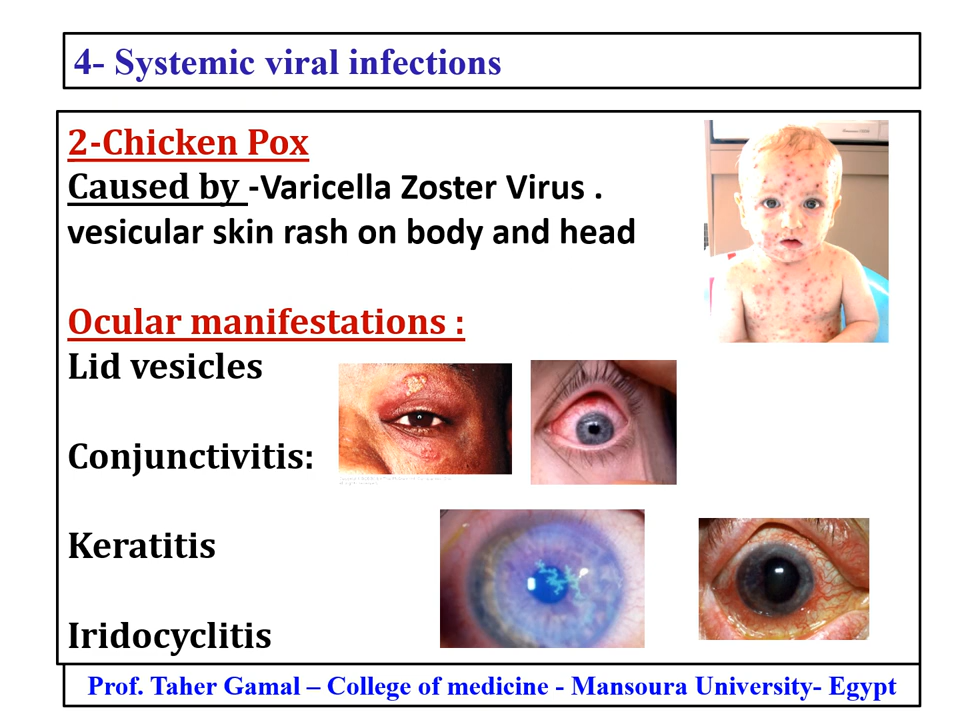 4- Systemic viral infections
2-Chicken Pox
Caused by -Varicella Zoster Virus .
vesicular skin rash on body and head
Ocular manifestations :
Lid vesicles
Conjunctivitis:
Keratitis
Iridocyclitis
Prof. Taher Gamal – College of medicine - Mansoura University- Egypt